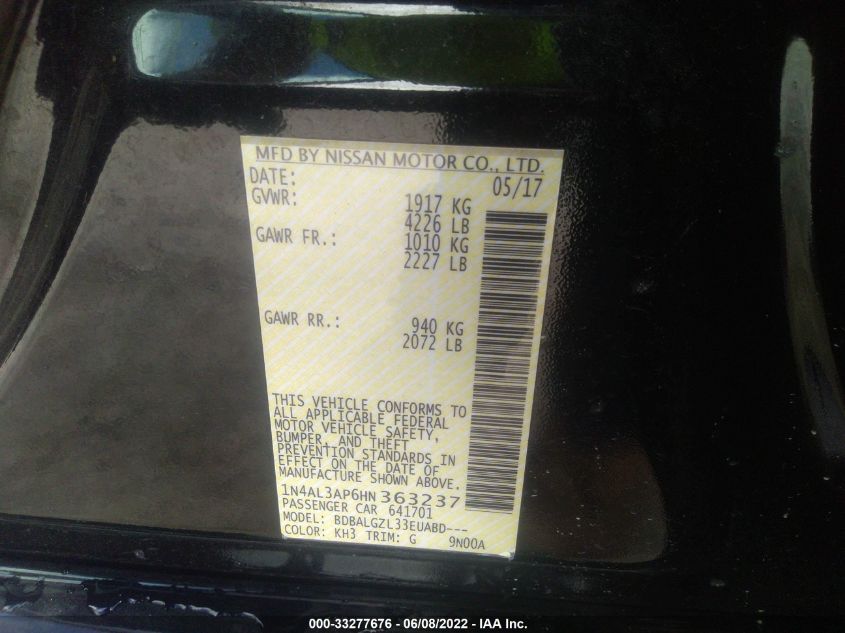 MFD BY NISSAN MOTOR CO., LTD.
DATE: 05/17
GVWR: 1917 KG
4226 LB
GAWR FR.: 1010 KG
2227 LB
GAWR RR.: 940 KG
2072 LB
THIS VEHICLE CONFORMS TO
ALL APPLICABLE FEDERAL
MOTOR VEHICLE SAFETY,
BUMPER, AND THEFT
PREVENTION STANDARDS IN
EFFECT ON THE DATE OF
MANUFACTURE SHOWN ABOVE.
1N4AL3AP6HN 363237
PASSENGER CAR 641701
MODEL: BDBALGZL33EUABD---
COLOR: KH3 TRIM: G 9N00A
000-33277676 - 06/08/2022 - IAA Inc.